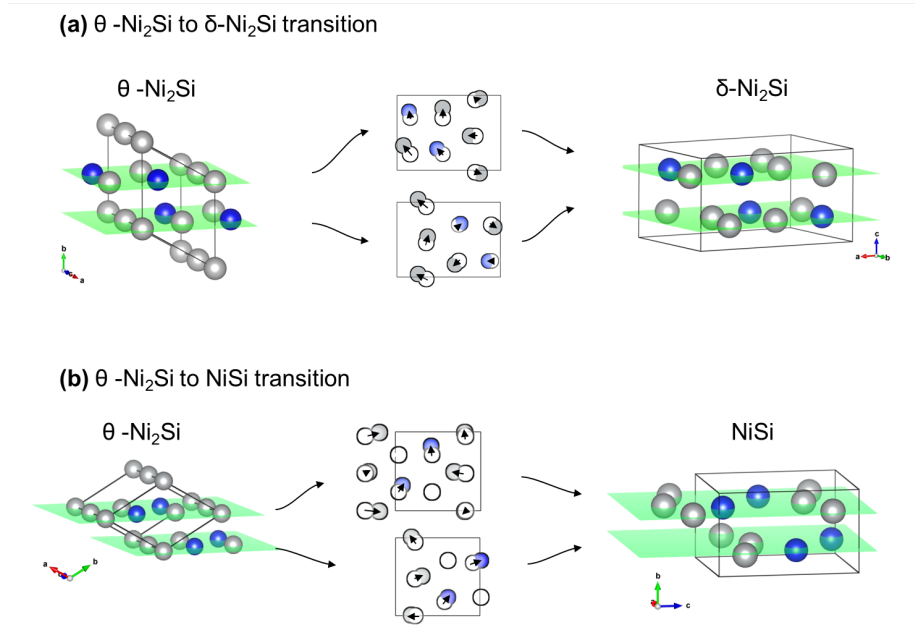 (a) θ -Ni₂Si to δ-Ni₂Si transition
θ -Ni₂Si
δ-Ni₂Si
b
c
a
c
a
b
(b) θ -Ni₂Si to NiSi transition
θ -Ni₂Si
NiSi
a
b
b
a
c